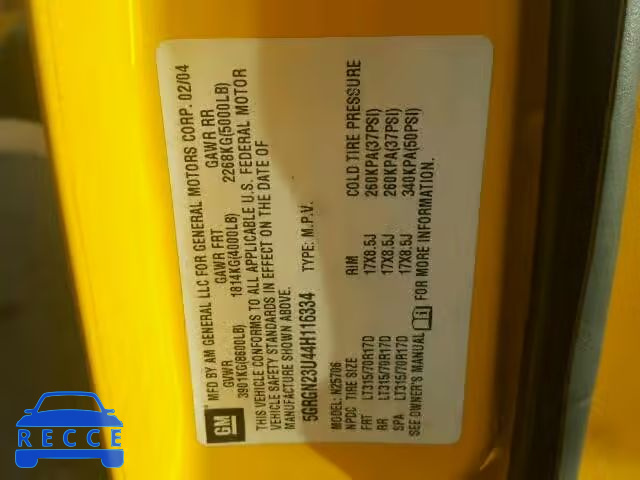 GM
MFD BY AM GENERAL LLC FOR GENERAL MOTORS CORP. 02/04
GVWR GAWR FRT GAWR RR
3901KG(8600LB) 1814KG(4000LB) 2268KG(5000LB)
THIS VEHICLE CONFORMS TO ALL APPLICABLE U.S. FEDERAL MOTOR
VEHICLE SAFETY STANDARDS IN EFFECT ON THE DATE OF
MANUFACTURE SHOWN ABOVE.
5GRGN23U44H116334 TYPE: M.P.V.
MODEL: N25706
NPDC TIRE SIZE RIM COLD TIRE PRESSURE
FRT LT315/70R17D 17X8.5J 260KPA(37PSI)
RR LT315/70R17D 17X8.5J 260KPA(37PSI)
SPA LT315/70R17D 17X8.5J 340KPA(50PSI)
SEE OWNER'S MANUAL FOR MORE INFORMATION.
RECCE